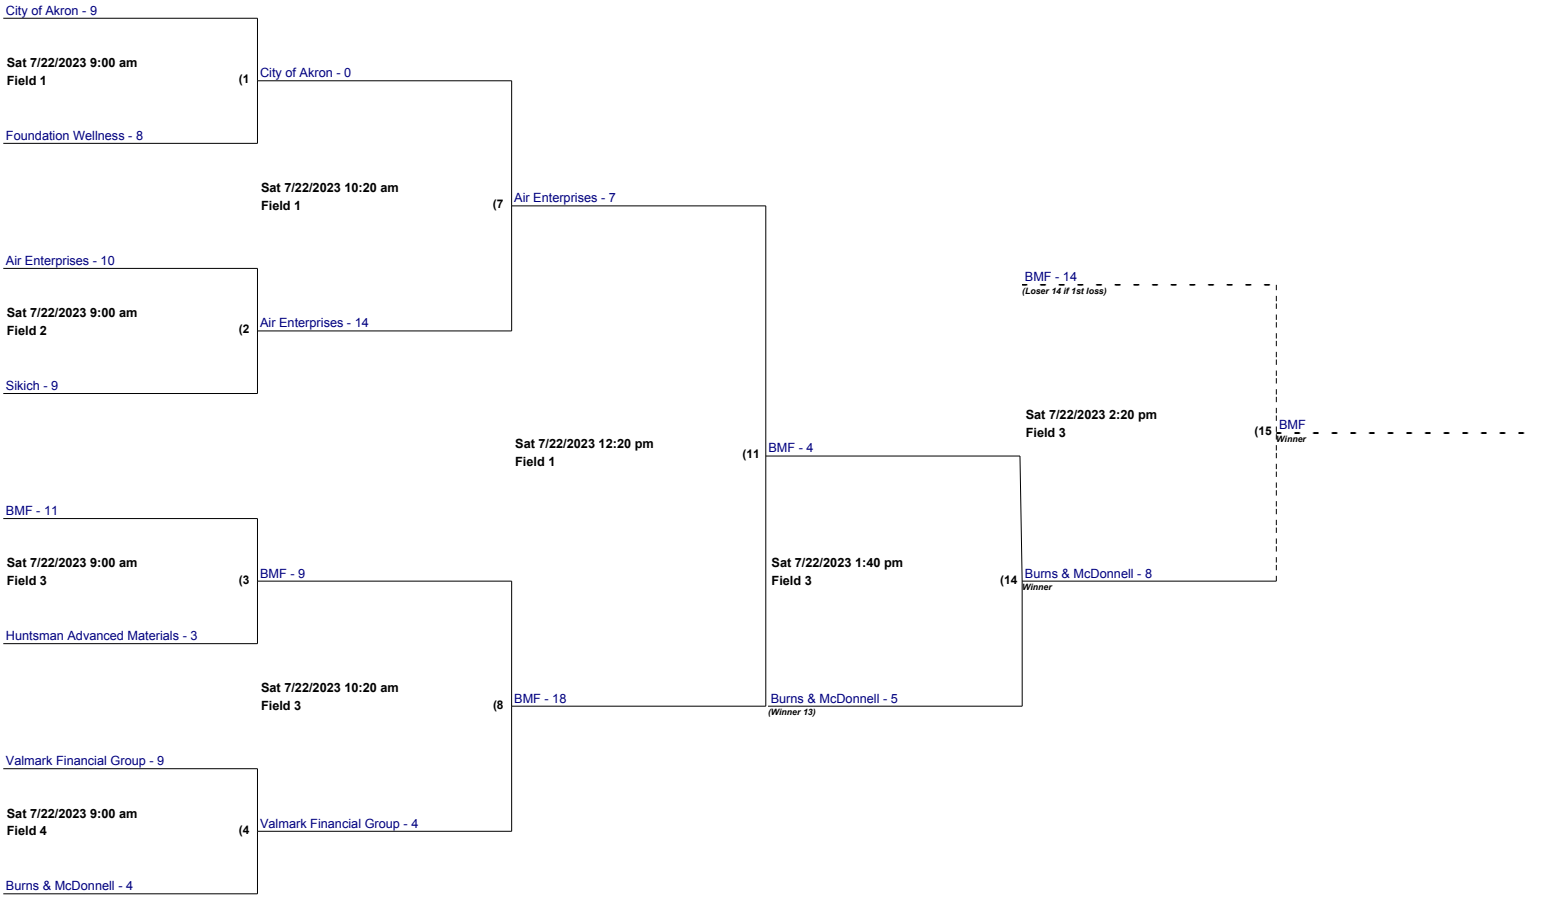 City of Akron - 9
Sat 7/22/2023 9:00 am
Field 1
(1
City of Akron - 0
Foundation Wellness - 8
Sat 7/22/2023 10:20 am
Field 1
(7
Air Enterprises - 7
Air Enterprises - 10
Sat 7/22/2023 9:00 am
Field 2
(2
Air Enterprises - 14
Sikich - 9
BMF - 14
(Loser 14 if 1st loss)
Sat 7/22/2023 2:20 pm
Field 3
(15
BMF
Winner
Sat 7/22/2023 12:20 pm
Field 1
(11
BMF - 4
BMF - 11
Sat 7/22/2023 9:00 am
Field 3
(3
BMF - 9
Sat 7/22/2023 1:40 pm
Field 3
(14
Burns & McDonnell - 8
Winner
Huntsman Advanced Materials - 3
Sat 7/22/2023 10:20 am
Field 3
(8
BMF - 18
Burns & McDonnell - 5
(Winner 13)
Valmark Financial Group - 9
Sat 7/22/2023 9:00 am
Field 4
(4
Valmark Financial Group - 4
Burns & McDonnell - 4